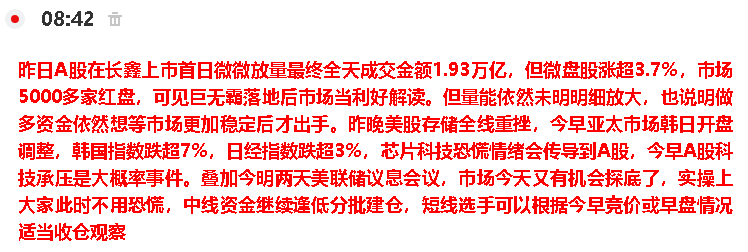 08:42
昨日A股在长鑫上市首日微微放量最终全天成交金额1.93万亿，但微盘股涨超3.7%，市场
5000多家红盘，可见巨无霸落地后市场当利好解读。但量能依然未明明细放大，也说明做
多资金依然想等市场更加稳定后才出手。昨晚美股存储全线重挫，今早亚太市场韩日开盘
调整，韩国指数跌超7%，日经指数跌超3%，芯片科技恐慌情绪会传导到A股，今早A股科
技承压是大概率事件。叠加今明两天美联储议息会议，市场今天又有机会探底了，实操上
大家此时不用恐慌，中线资金继续逢低分批建仓，短线选手可以根据今早竞价或早盘情况
适当收仓观察